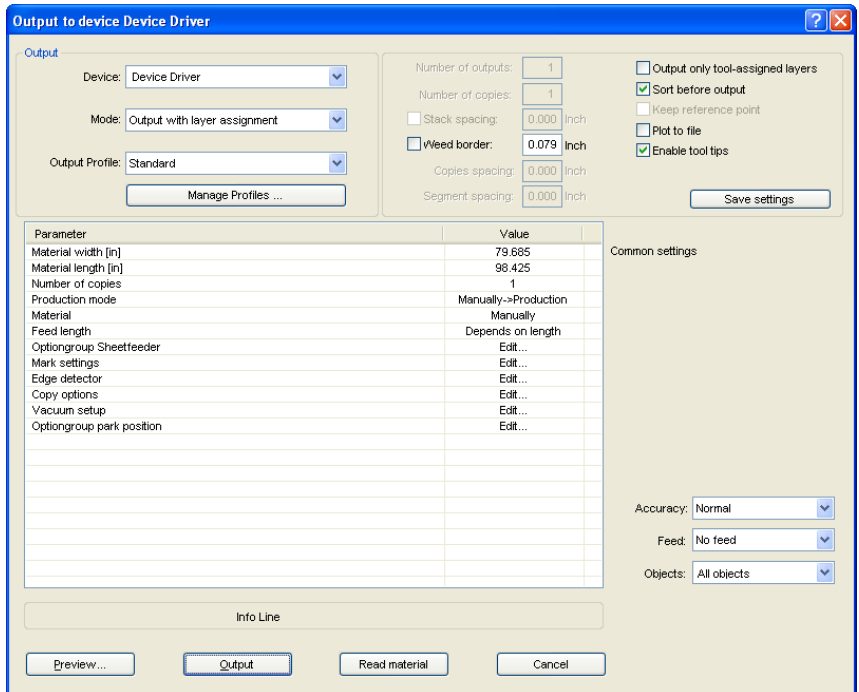 Output to device Device Driver
Output
Device: Device Driver
Mode: Output with layer assignment
Output Profile: Standard
Manage Profiles ...
Number of outputs: 1
Number of copies: 1
Stack spacing: 0.000 Inch
Weed border: 0.079 Inch
Copies spacing: 0.000 Inch
Segment spacing: 0.000 Inch
Output only tool-assigned layers
Sort before output
Keep reference point
Plot to file
Enable tool tips
Save settings
Parameter Value
Material width [in] 79.685
Material length [in] 98.425
Number of copies 1
Production mode Manually->Production
Material Manually
Feed length Depends on length
Optiongroup Sheetfeeder Edit...
Mark settings Edit...
Edge detector Edit...
Copy options Edit...
Vacuum setup Edit...
Optiongroup park position Edit...
Common settings
Accuracy: Normal
Feed: No feed
Objects: All objects
Info Line
Preview...
Output
Read material
Cancel